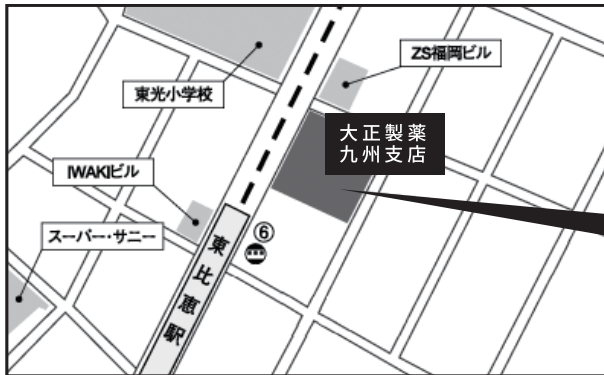 ZS福岡ビル
東光小学校
大正製薬
九州支店
IWAKIビル
⑥
スーパー・サニー
東比恵駅